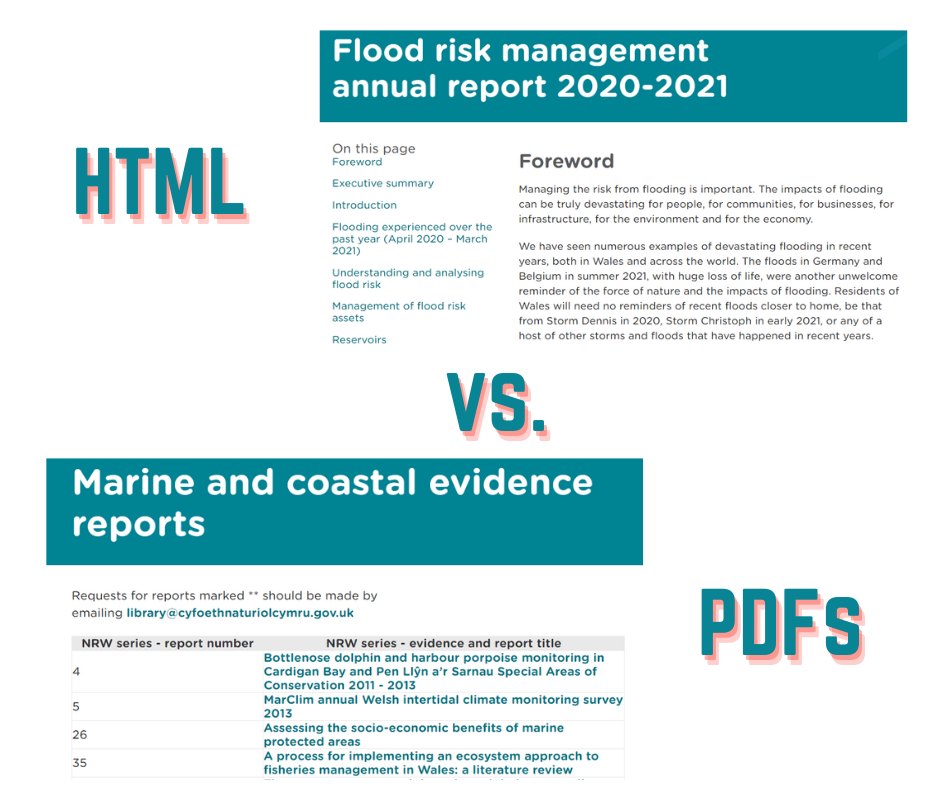 Flood risk management
annual report 2020-2021
HTML
On this page
Foreword
Executive summary
Introduction
Flooding experienced over the
past year (April 2020 – March
2021)
Understanding and analysing
flood risk
Management of flood risk
assets
Reservoirs
Foreword
Managing the risk from flooding is important. The impacts of flooding
can be truly devastating for people, for communities, for businesses, for
infrastructure, for the environment and for the economy.
We have seen numerous examples of devastating flooding in recent
years, both in Wales and across the world. The floods in Germany and
Belgium in summer 2021, with huge loss of life, were another unwelcome
reminder of the force of nature and the impacts of flooding. Residents of
Wales will need no reminders of recent floods closer to home, be that
from Storm Dennis in 2020, Storm Christoph in early 2021, or any of a
host of other storms and floods that have happened in recent years.
VS.
Marine and coastal evidence
reports
Requests for reports marked ** should be made by
emailing library@cyfoethnaturiolcymru.gov.uk
NRW series - report number NRW series - evidence and report title
4
Bottlenose dolphin and harbour porpoise monitoring in
Cardigan Bay and Pen Llŷn a'r Sarnau Special Areas of
Conservation 2011 - 2013
5
MarClim annual Welsh intertidal climate monitoring survey
2013
26
Assessing the socio-economic benefits of marine
protected areas
35
A process for implementing an ecosystem approach to
fisheries management in Wales: a literature review
PDFs